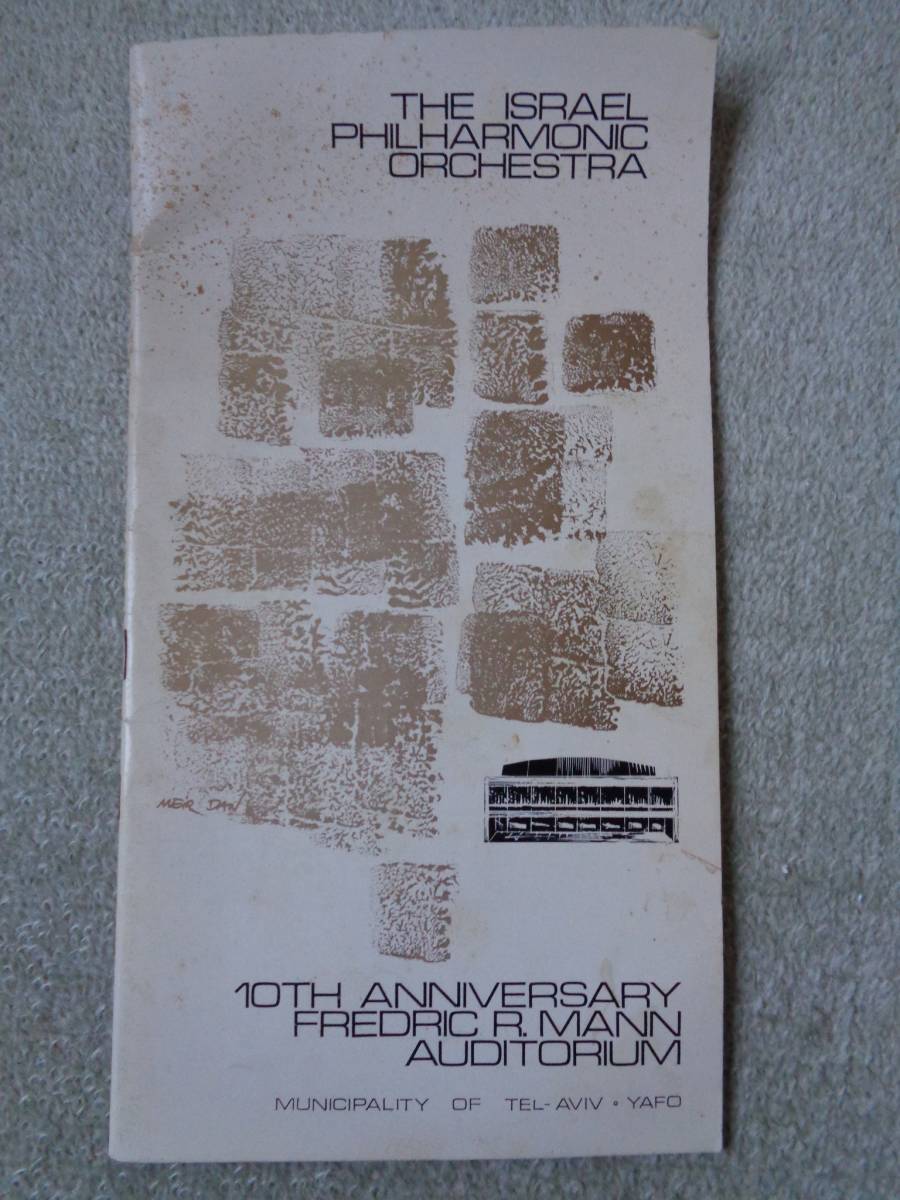 THE ISRAEL
PHILHARMONIC
ORCHESTRA
MEIR DAN
10TH ANNIVERSARY
FREDRIC R. MANN
AUDITORIUM
MUNICIPALITY OF TEL-AVIV • YAFO